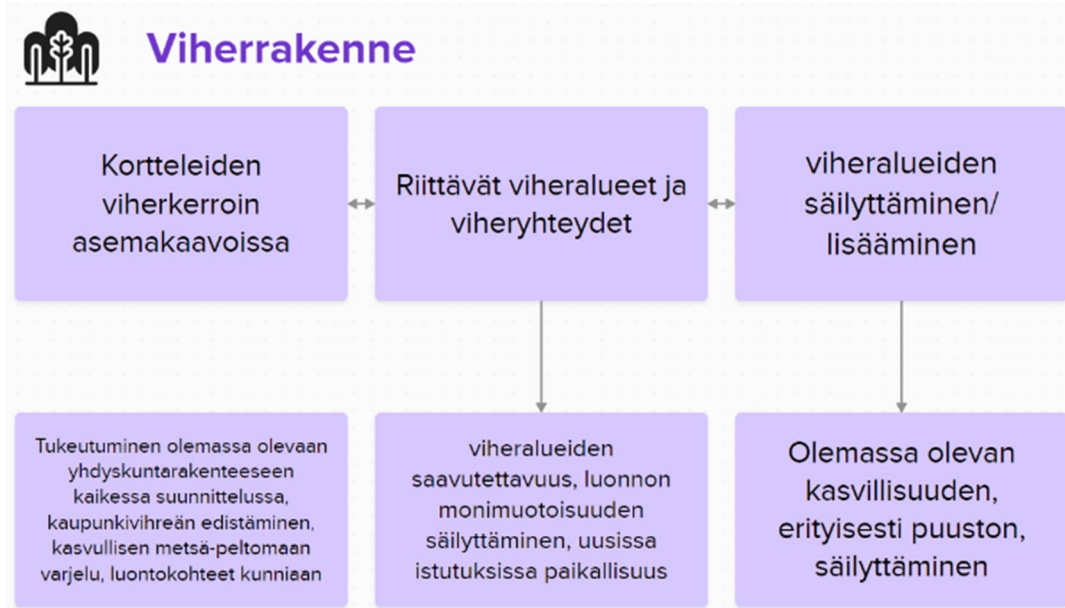 Viherrakenne
Kortteleiden
viherkerroin
asemakaavoissa
Riittävät viheralueet ja
viheryhteydet
viheralueiden
säilyttäminen/
lisääminen
Tukeutuminen olemassa olevaan
yhdyskuntarakenteeseen
kaikessa suunnittelussa,
kaupunkivihreän edistäminen,
kasvullisen metsä-peltomaan
varjelu, luontokohteet kunniaan
viheralueiden
saavutettavuus, luonnon
monimuotoisuuden
säilyttäminen, uusissa
istutuksissa paikallisuus
Olemassa olevan
kasvillisuuden,
erityisesti puuston,
säilyttäminen